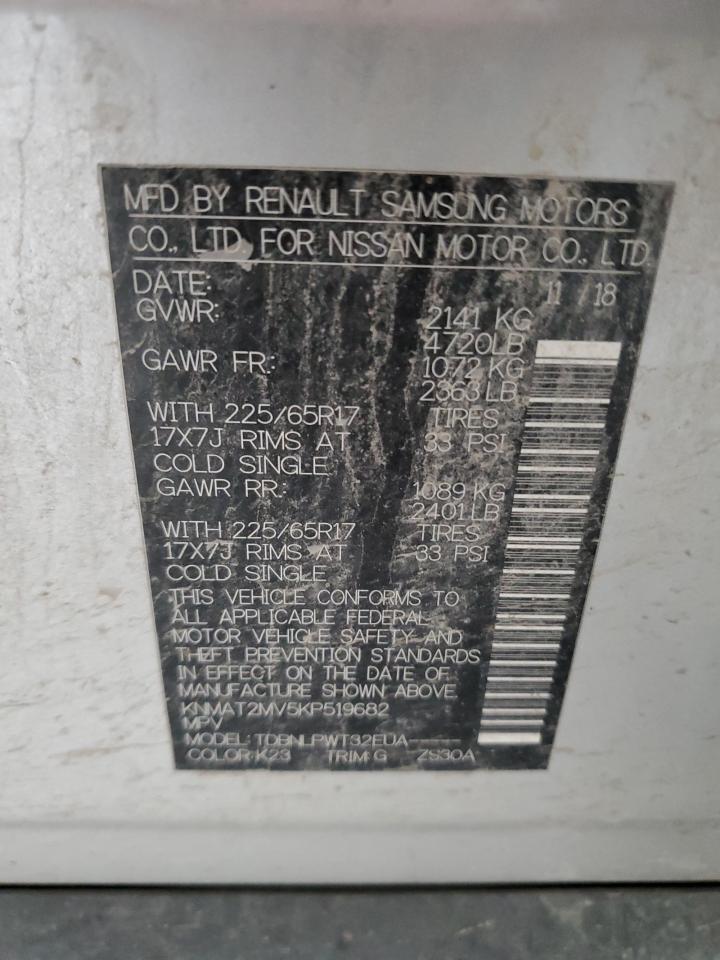 MFD BY RENAULT SAMSUNG MOTORS
CO., LTD. FOR NISSAN MOTOR CO., LTD.
DATE: 11 / 18
GVWR: 2141 KG
4720LB
GAWR FR.: 1072 KG
2363 LB
WITH 225/65R17 TIRES
17X7J RIMS AT 33 PSI
COLD SINGLE
GAWR RR.: 1089 KG
2401 LB
WITH 225/65R17 TIRES
17X7J RIMS AT 33 PSI
COLD SINGLE
THIS VEHICLE CONFORMS TO
ALL APPLICABLE FEDERAL
MOTOR VEHICLE SAFETY AND
THEFT PREVENTION STANDARDS
IN EFFECT ON THE DATE OF
MANUFACTURE SHOWN ABOVE.
KNMAT2MV5KP519682
MPV
MODEL: TDBNLPWT32EUA-----
COLOR:K23 TRIM:G ZS30A